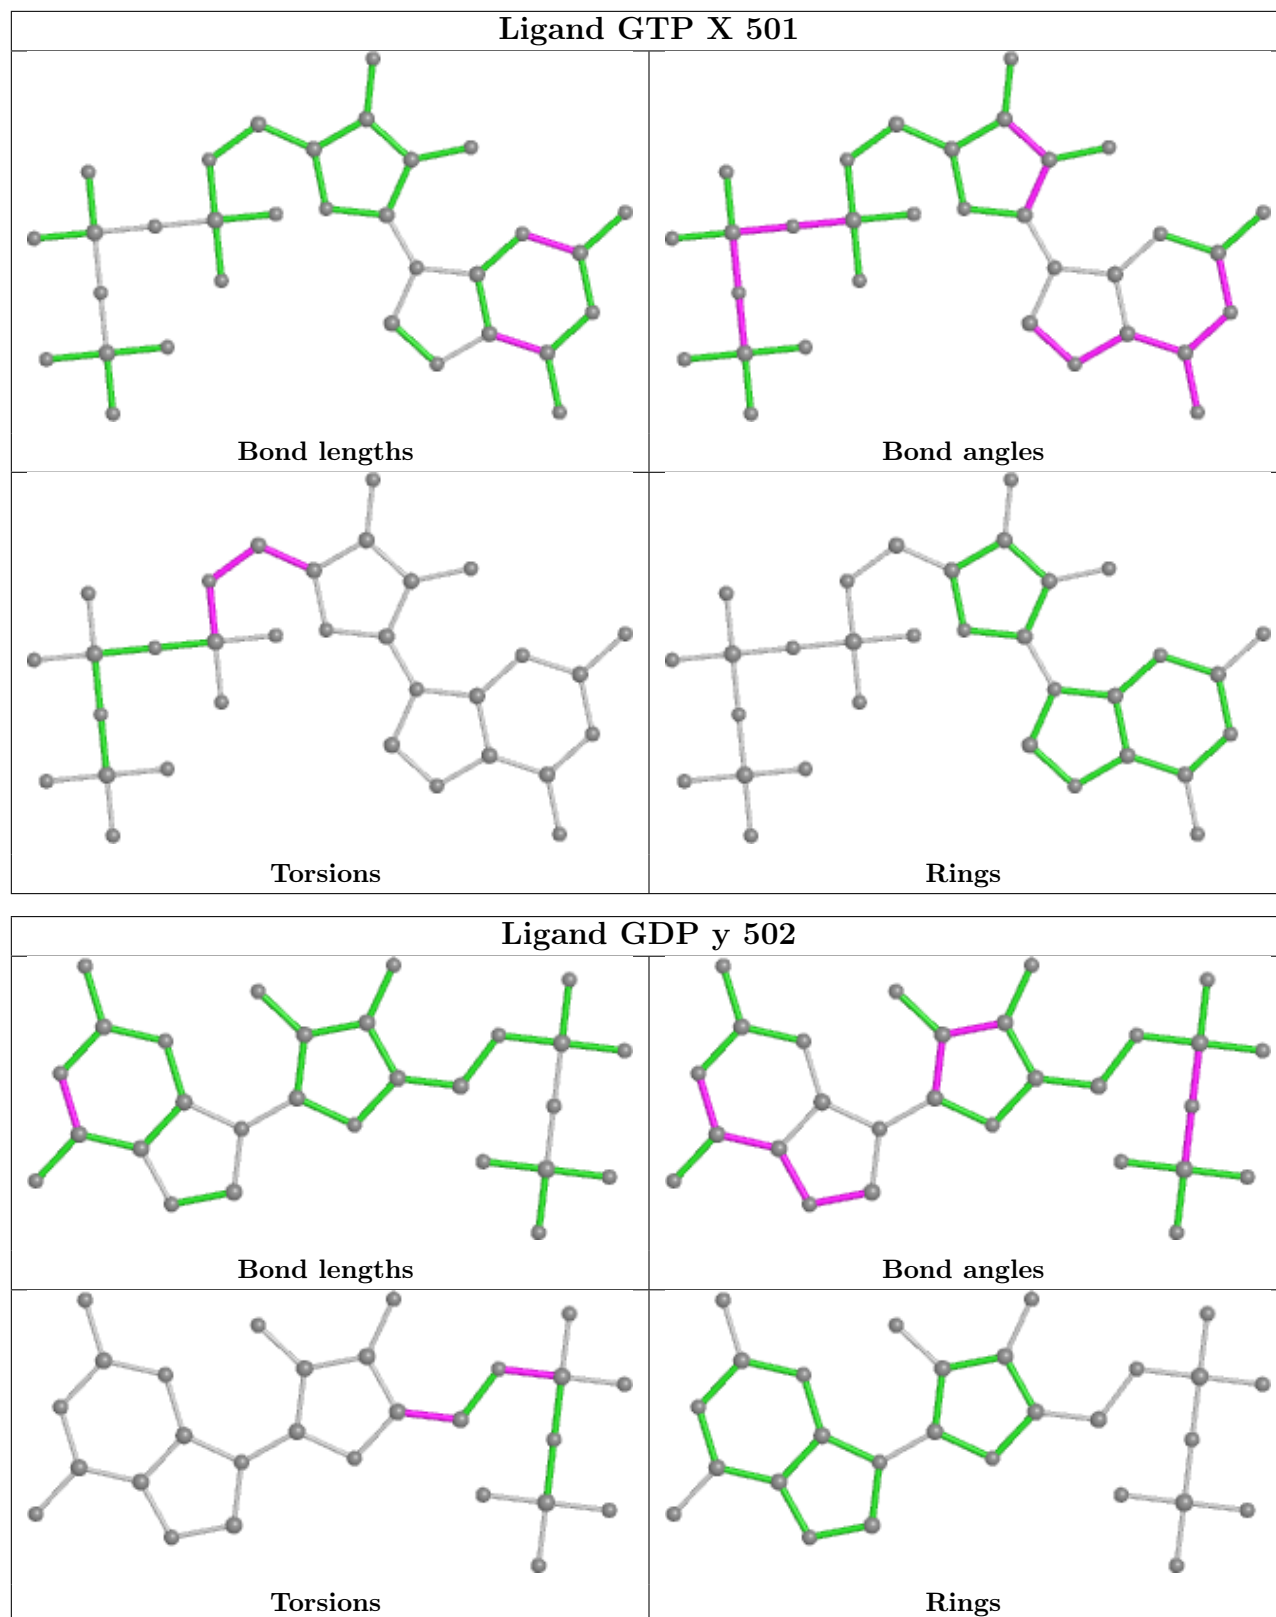 Ligand GTP X 501
Bond lengths
Bond angles
Torsions
Rings
Ligand GDP y 502
Bond lengths
Bond angles
Torsions
Rings